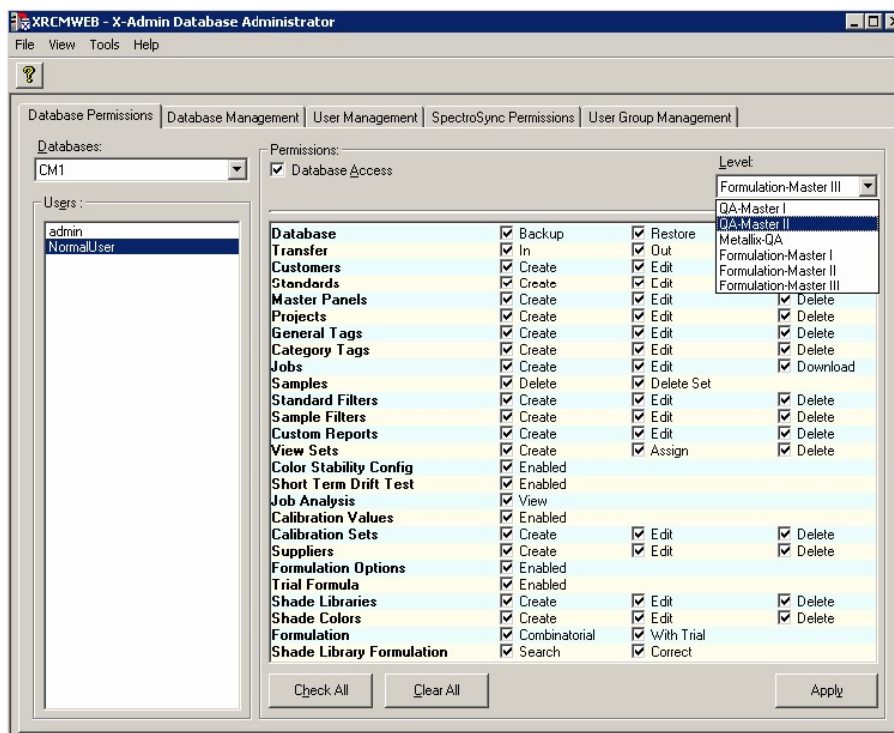 XRCMWEB - X-Admin Database Administrator
File View Tools Help
Database Permissions Database Management User Management SpectroSync Permissions User Group Management
Databases:
CM1
Users :
admin
NormalUser
Permissions:
Database Access
Level:
Formulation-Master III
QA-Master I
QA-Master II
Metallix-QA
Formulation-Master I
Formulation-Master II
Formulation-Master III
Database Backup Restore
Transfer In Out
Customers Create Edit
Standards Create Edit
Master Panels Create Edit Delete
Projects Create Edit Delete
General Tags Create Edit Delete
Category Tags Create Edit Delete
Jobs Create Edit Download
Samples Delete Delete Set
Standard Filters Create Edit Delete
Sample Filters Create Edit Delete
Custom Reports Create Edit Delete
View Sets Create Assign Delete
Color Stability Config Enabled
Short Term Drift Test Enabled
Job Analysis View
Calibration Values Enabled
Calibration Sets Create Edit Delete
Suppliers Create Edit Delete
Formulation Options Enabled
Trial Formula Enabled
Shade Libraries Create Edit Delete
Shade Colors Create Edit Delete
Formulation Combinatorial With Trial
Shade Library Formulation Search Correct
Check All Clear All Apply